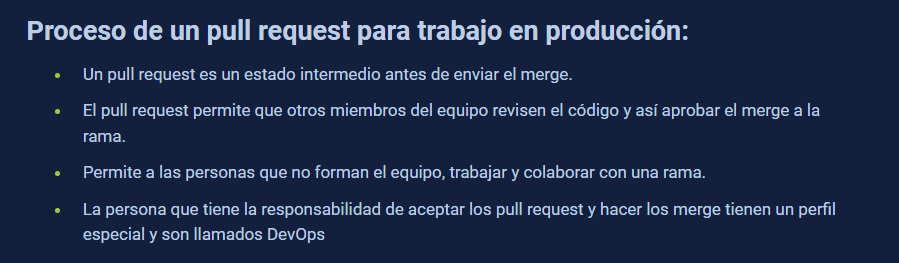 Proceso de un pull request para trabajo en producción:
Un pull request es un estado intermedio antes de enviar el merge.
El pull request permite que otros miembros del equipo revisen el código y así aprobar el merge a la
rama.
Permite a las personas que no forman el equipo, trabajar y colaborar con una rama.
La persona que tiene la responsabilidad de aceptar los pull request y hacer los merge tienen un perfil
especial y son llamados DevOps